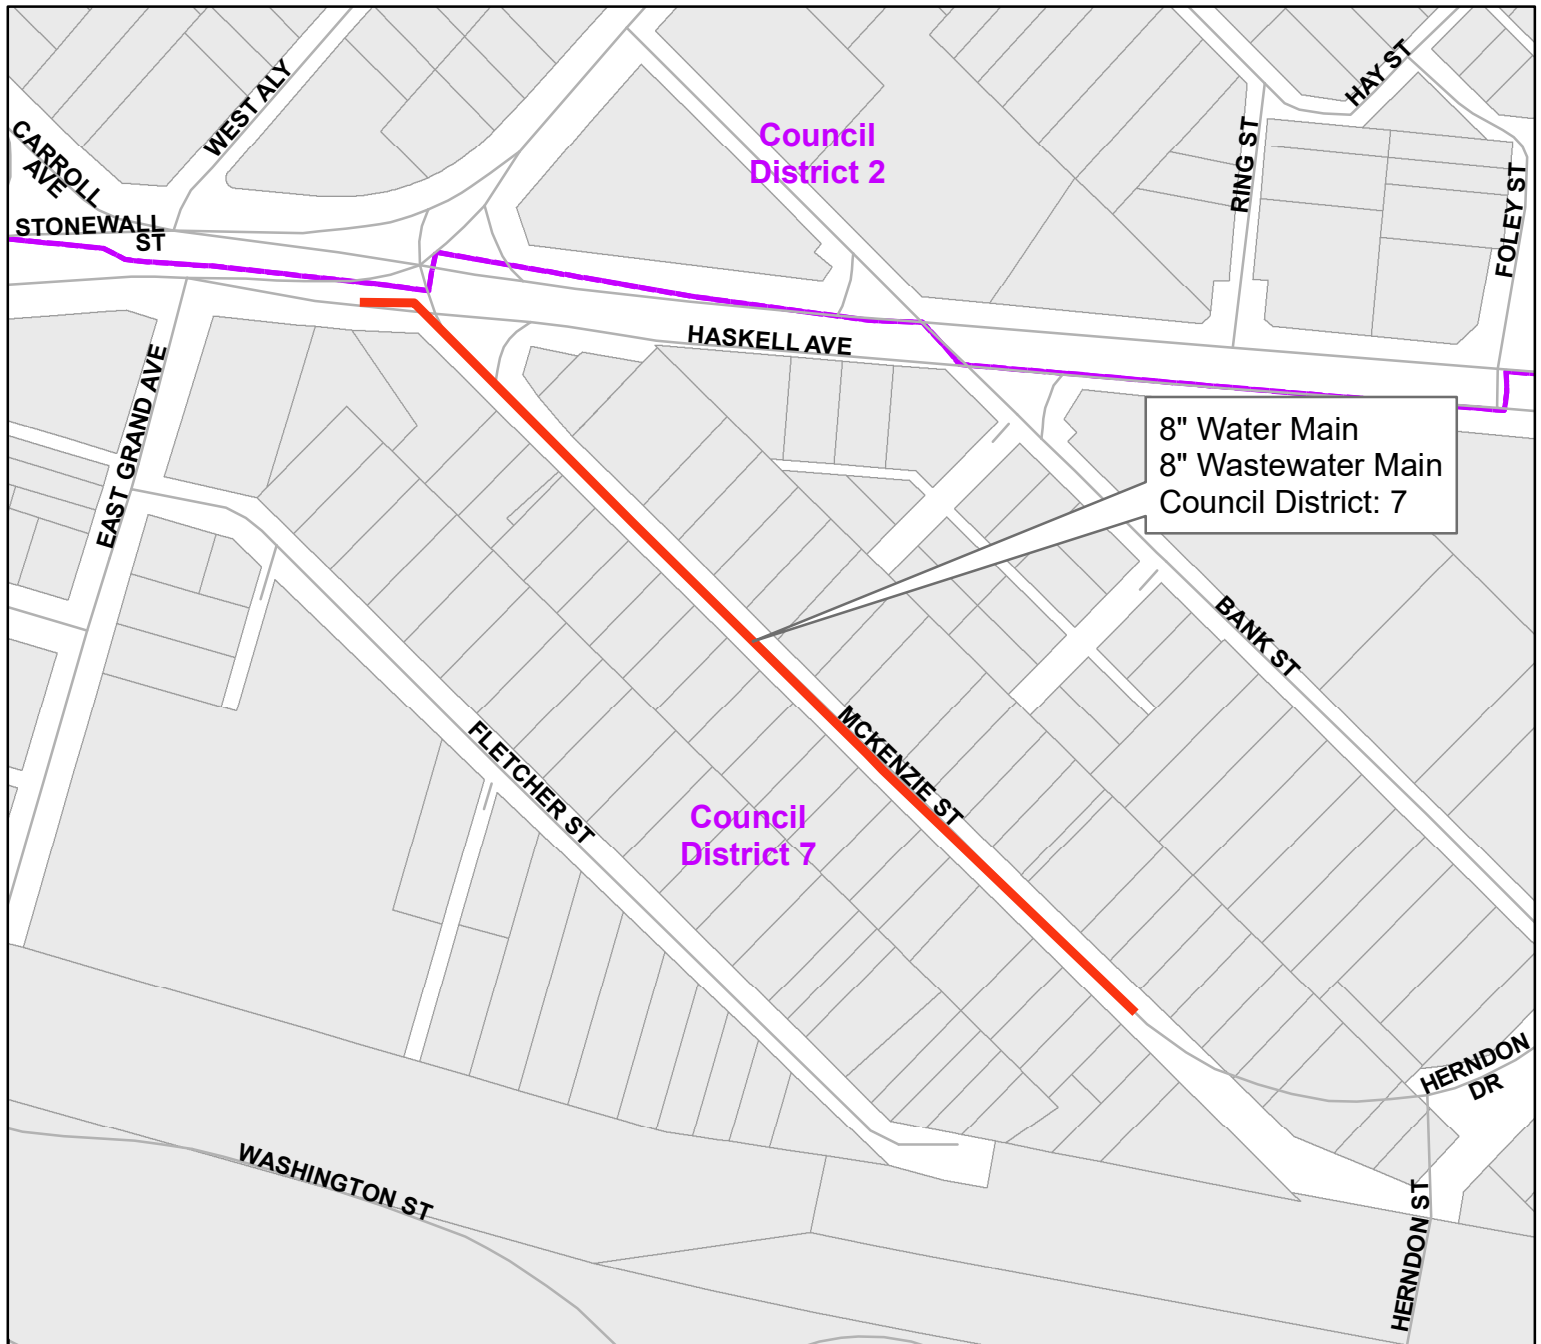 HAY ST
WEST ALY
CARROLL
AVE
Council
District 2
RING ST
FOLEY ST
STONEWALL
ST
HASKELL AVE
EAST GRAND AVE
8" Water Main
8" Wastewater Main
Council District: 7
BANK ST
MCKENZIE ST
FLETCHER ST
Council
District 7
HERNDON
DR
WASHINGTON ST
HERNDON ST